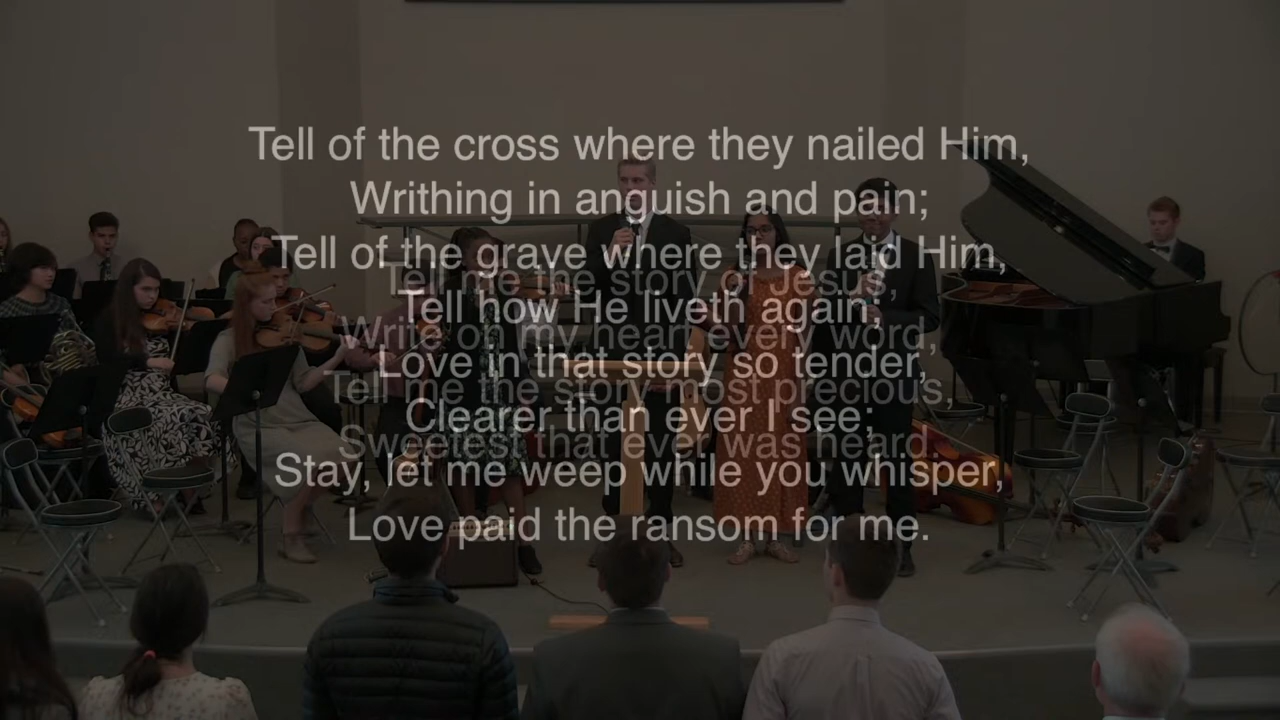 Tell of the cross where they nailed Him,
Writhing in anguish and pain;
Tell of the grave where they laid Him,
Tell how He liveth again;
Love in that story so tender,
Clearer than ever I see;
Stay, let me weep while you whisper,
Love paid the ransom for me.
Tell me the story of Jesus,
Write on my heart every word,
Tell me the story most precious,
Sweetest that ever was heard